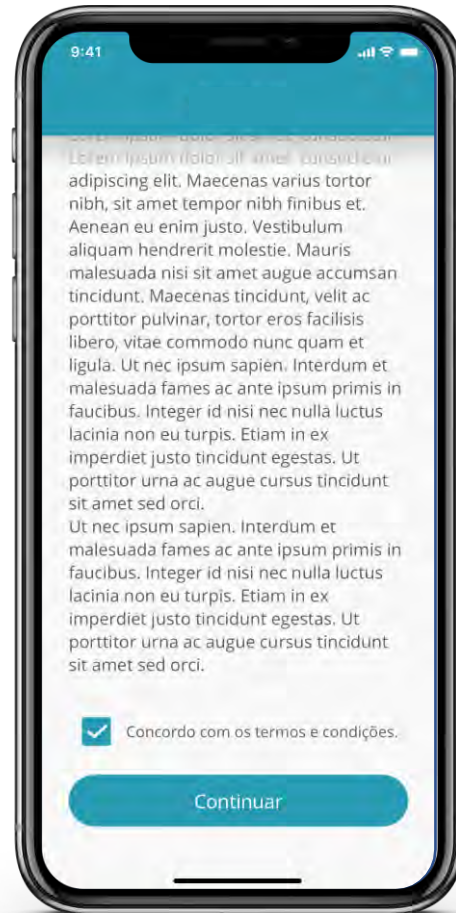 9:41
Lorem ipsum dolor sit amet, consectetur
adipiscing elit. Maecenas varius tortor
nibh, sit amet tempor nibh finibus et.
Aenean eu enim justo. Vestibulum
aliquam hendrerit molestie. Mauris
malesuada nisi sit amet augue accumsan
tincidunt. Maecenas tincidunt, velit ac
porttitor pulvinar, tortor eros facilisis
libero, vitae commodo nunc quam et
ligula. Ut nec ipsum sapien. Interdum et
malesuada fames ac ante ipsum primis in
faucibus. Integer id nisi nec nulla luctus
lacinia non eu turpis. Etiam in ex
imperdiet justo tincidunt egestas. Ut
porttitor urna ac augue cursus tincidunt
sit amet sed orci.
Ut nec ipsum sapien. Interdum et
malesuada fames ac ante ipsum primis in
faucibus. Integer id nisi nec nulla luctus
lacinia non eu turpis. Etiam in ex
imperdiet justo tincidunt egestas. Ut
porttitor urna ac augue cursus tincidunt
sit amet sed orci.
Concordo com os termos e condições.
Continuar